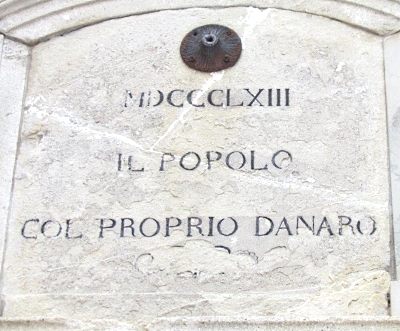 MDCCCLXIII
IL POPOLO
COL PROPRIO DANARO